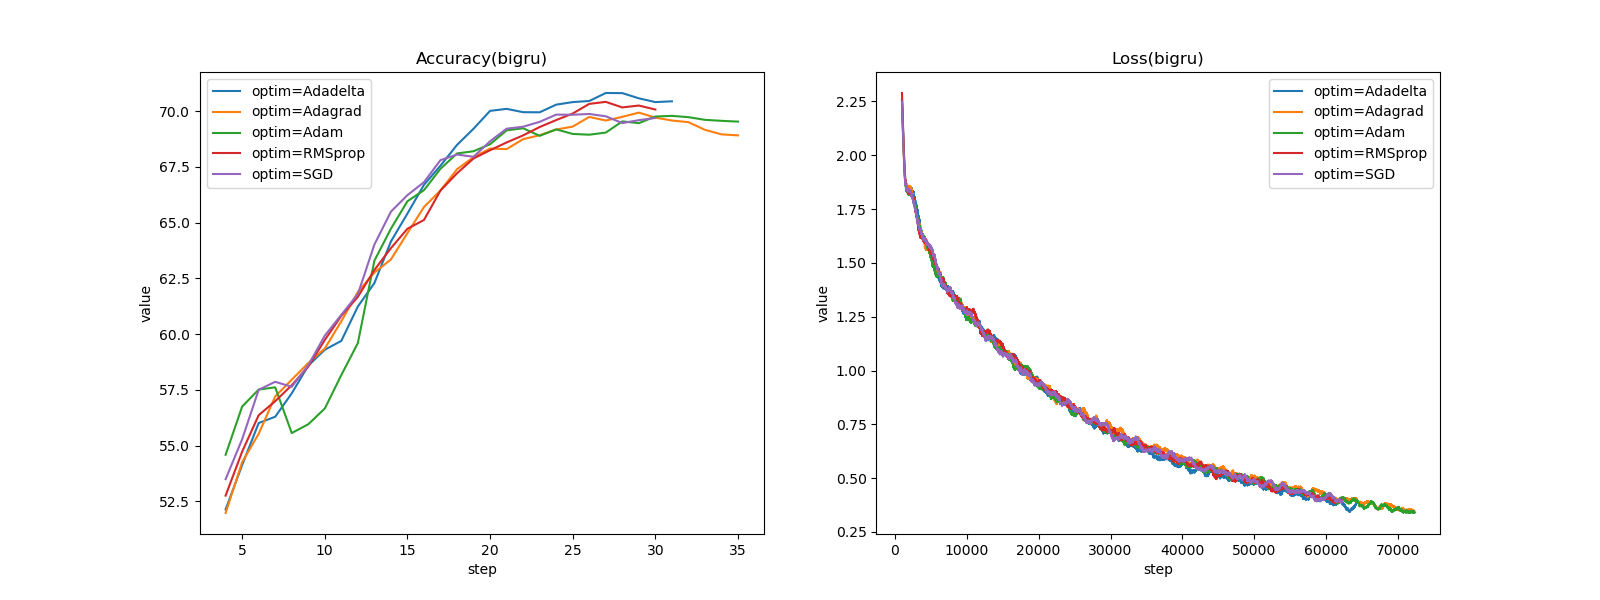 Accuracy(bigru)
optim=Adadelta
optim=Adagrad
optim=Adam
optim=RMSprop
optim=SGD
70.0
67.5
65.0
62.5
60.0
57.5
55.0
52.5
value
5 10 15 20 25 30 35
step
Loss(bigru)
optim=Adadelta
optim=Adagrad
optim=Adam
optim=RMSprop
optim=SGD
2.25
2.00
1.75
1.50
1.25
1.00
0.75
0.50
0.25
value
0 10000 20000 30000 40000 50000 60000 70000
step